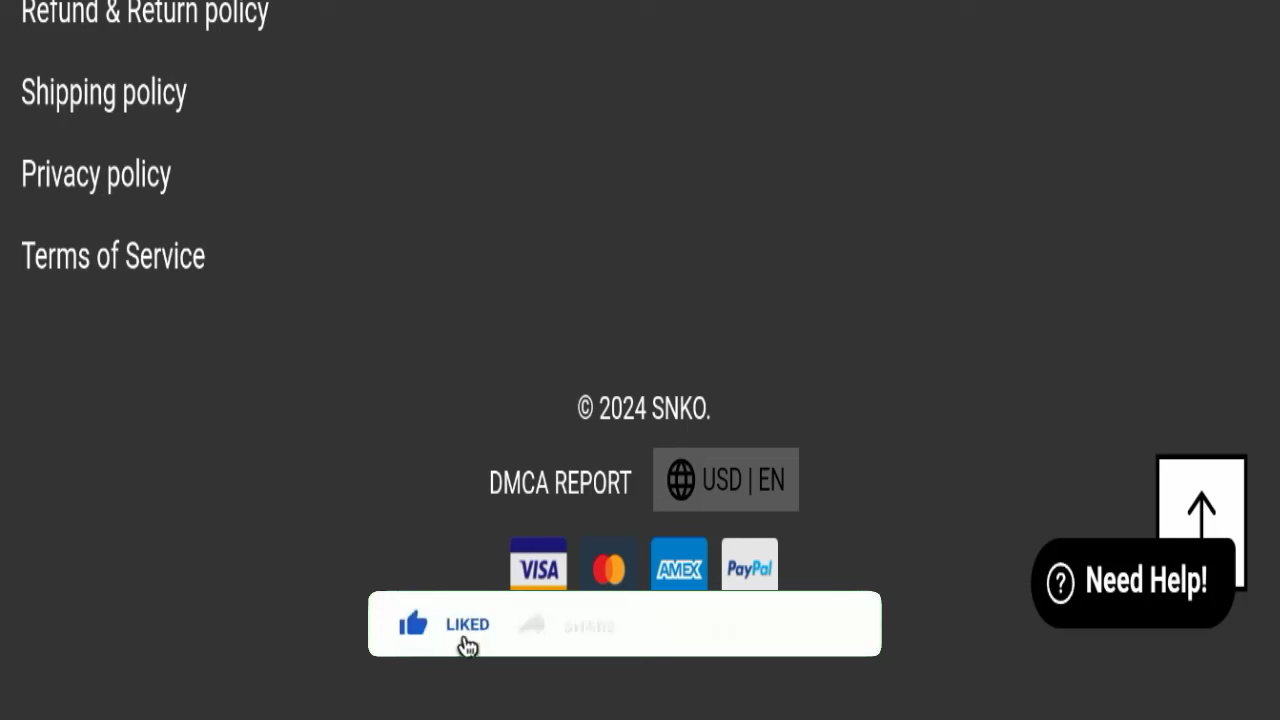 Refund & Return policy
Shipping policy
Privacy policy
Terms of Service
© 2024 SNKO.
DMCA REPORT USD | EN
VISA AMEX PayPal
LIKED SHARE
? Need Help!